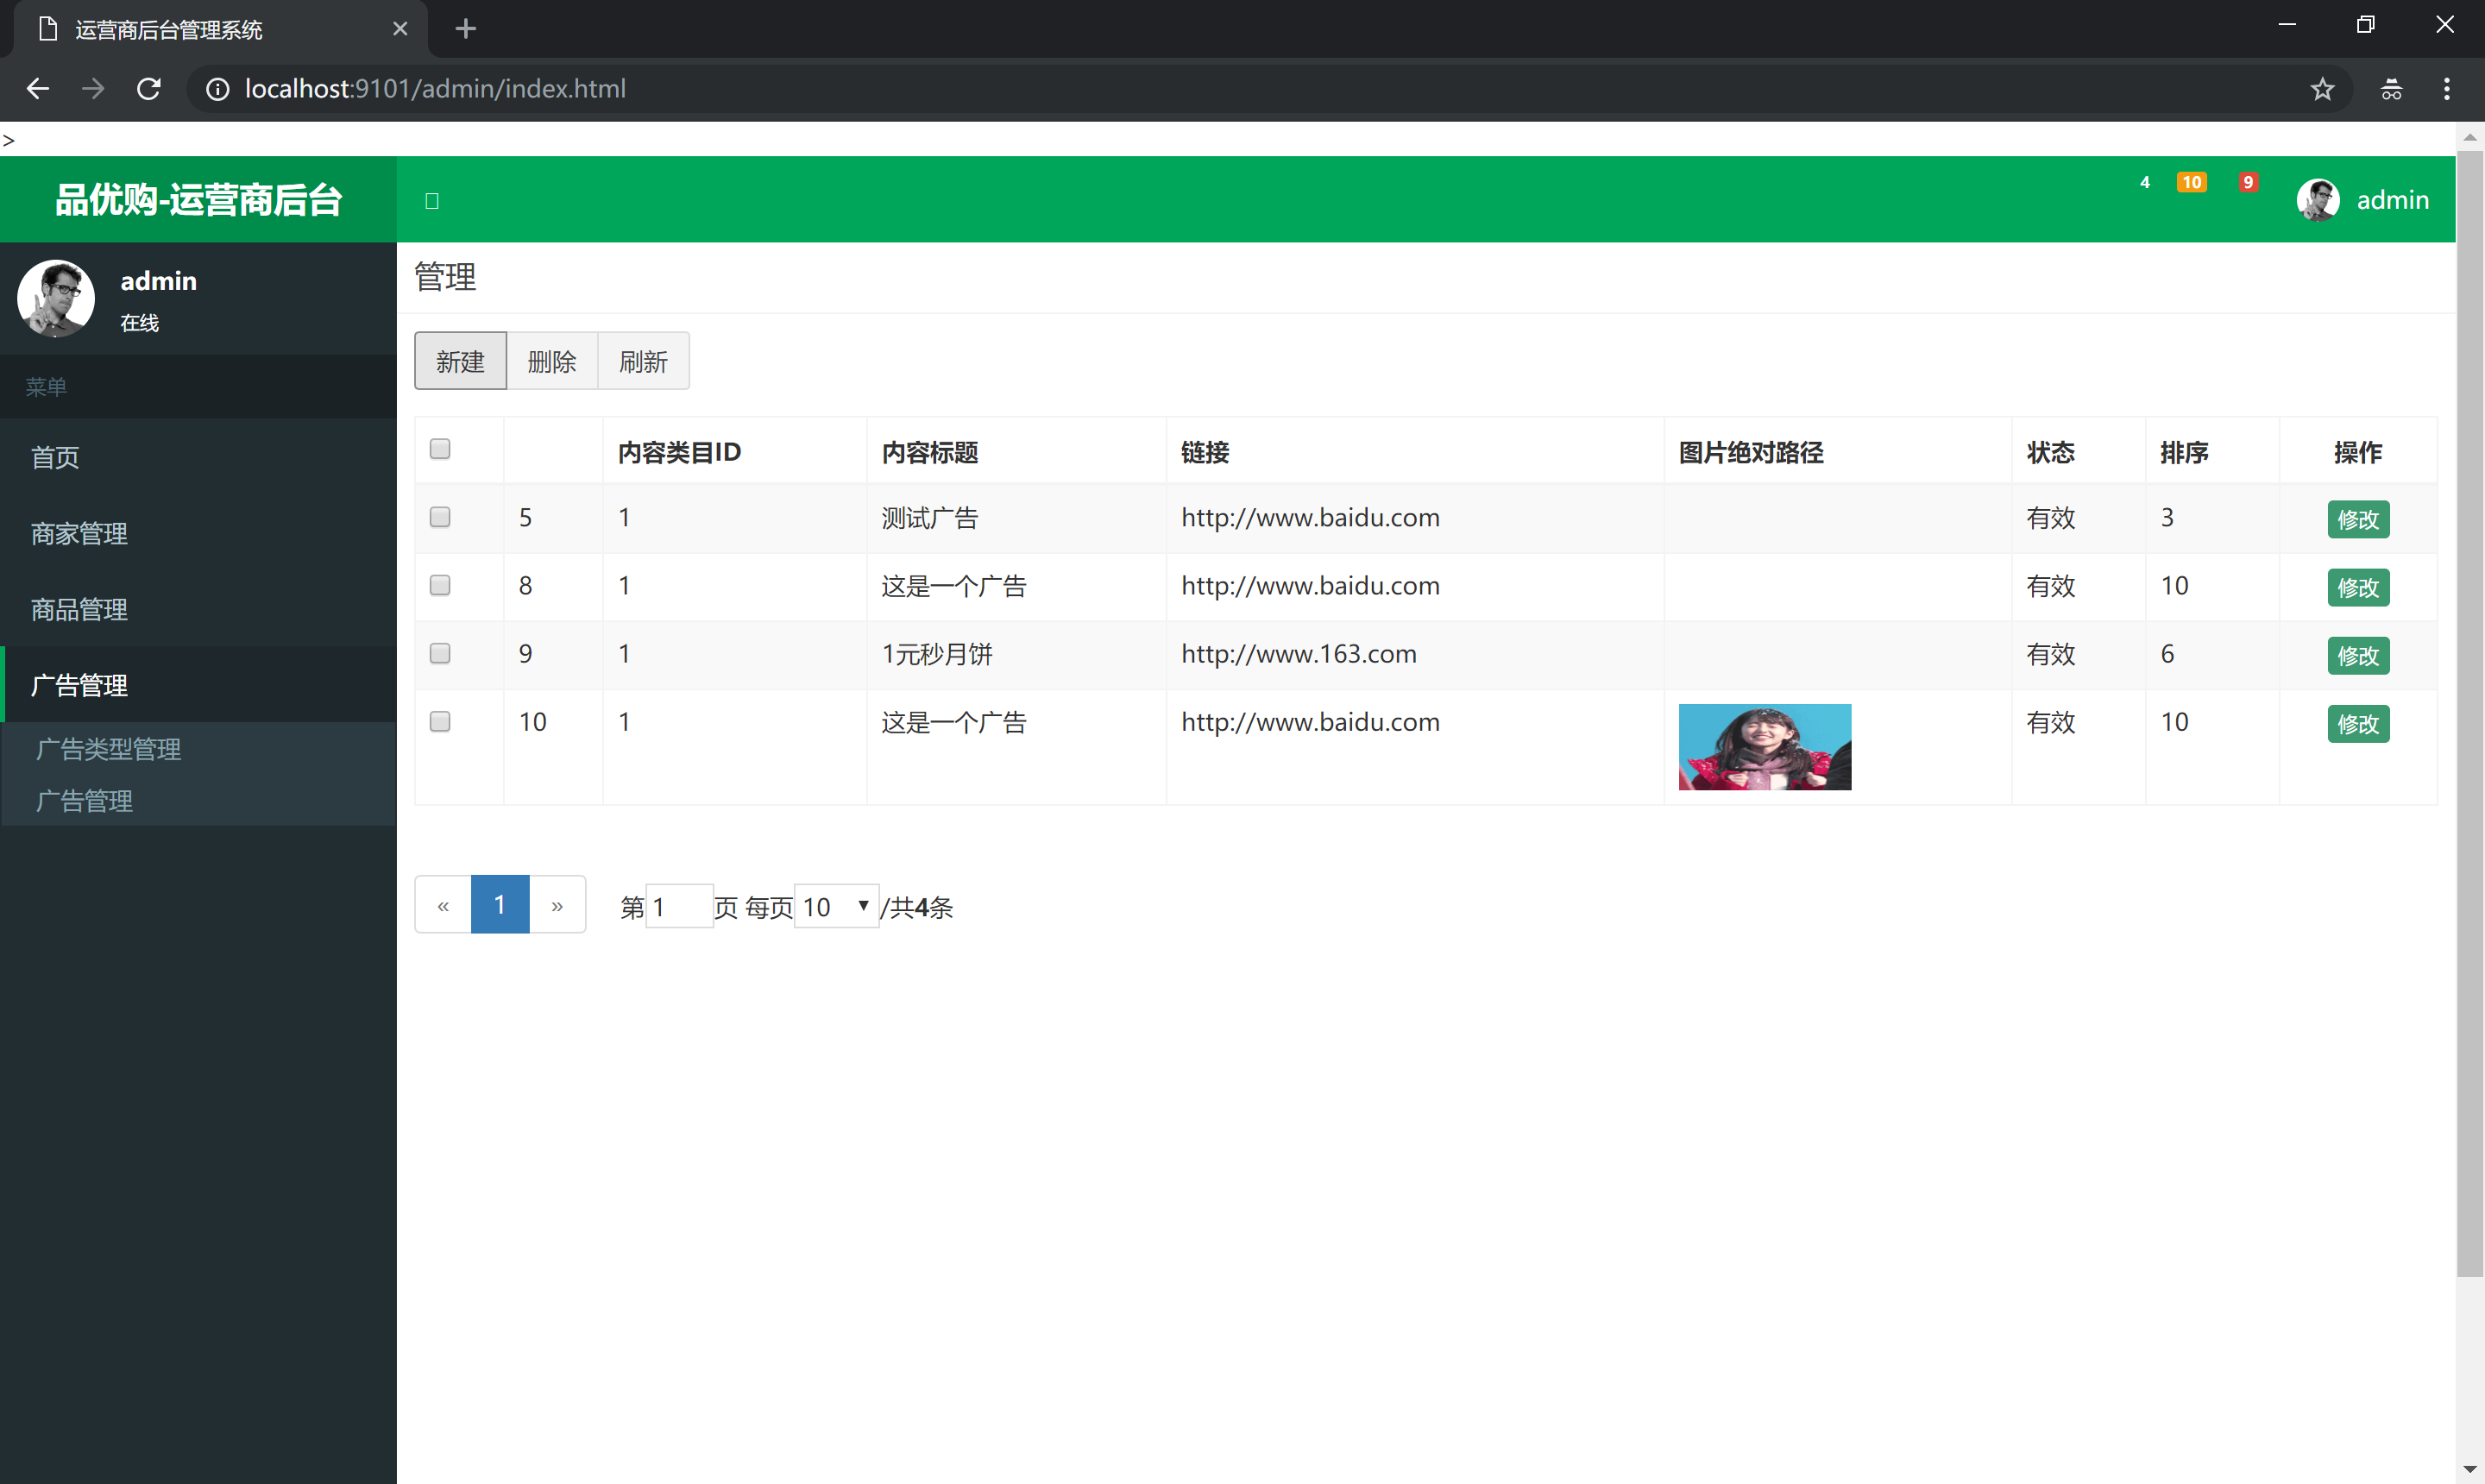 运营商后台管理系统
localhost:9101/admin/index.html
>
品优购-运营商后台
4 10 9 admin
admin
在线
菜单
首页
商家管理
商品管理
广告管理
广告类型管理
广告管理
管理
新建 删除 刷新
内容类目ID 内容标题 链接 图片绝对路径 状态 排序 操作
5 1 测试广告 http://www.baidu.com 有效 3 修改
8 1 这是一个广告 http://www.baidu.com 有效 10 修改
9 1 1元秒月饼 http://www.163.com 有效 6 修改
10 1 这是一个广告 http://www.baidu.com 有效 10 修改
« 1 » 第1页 每页10/共4条